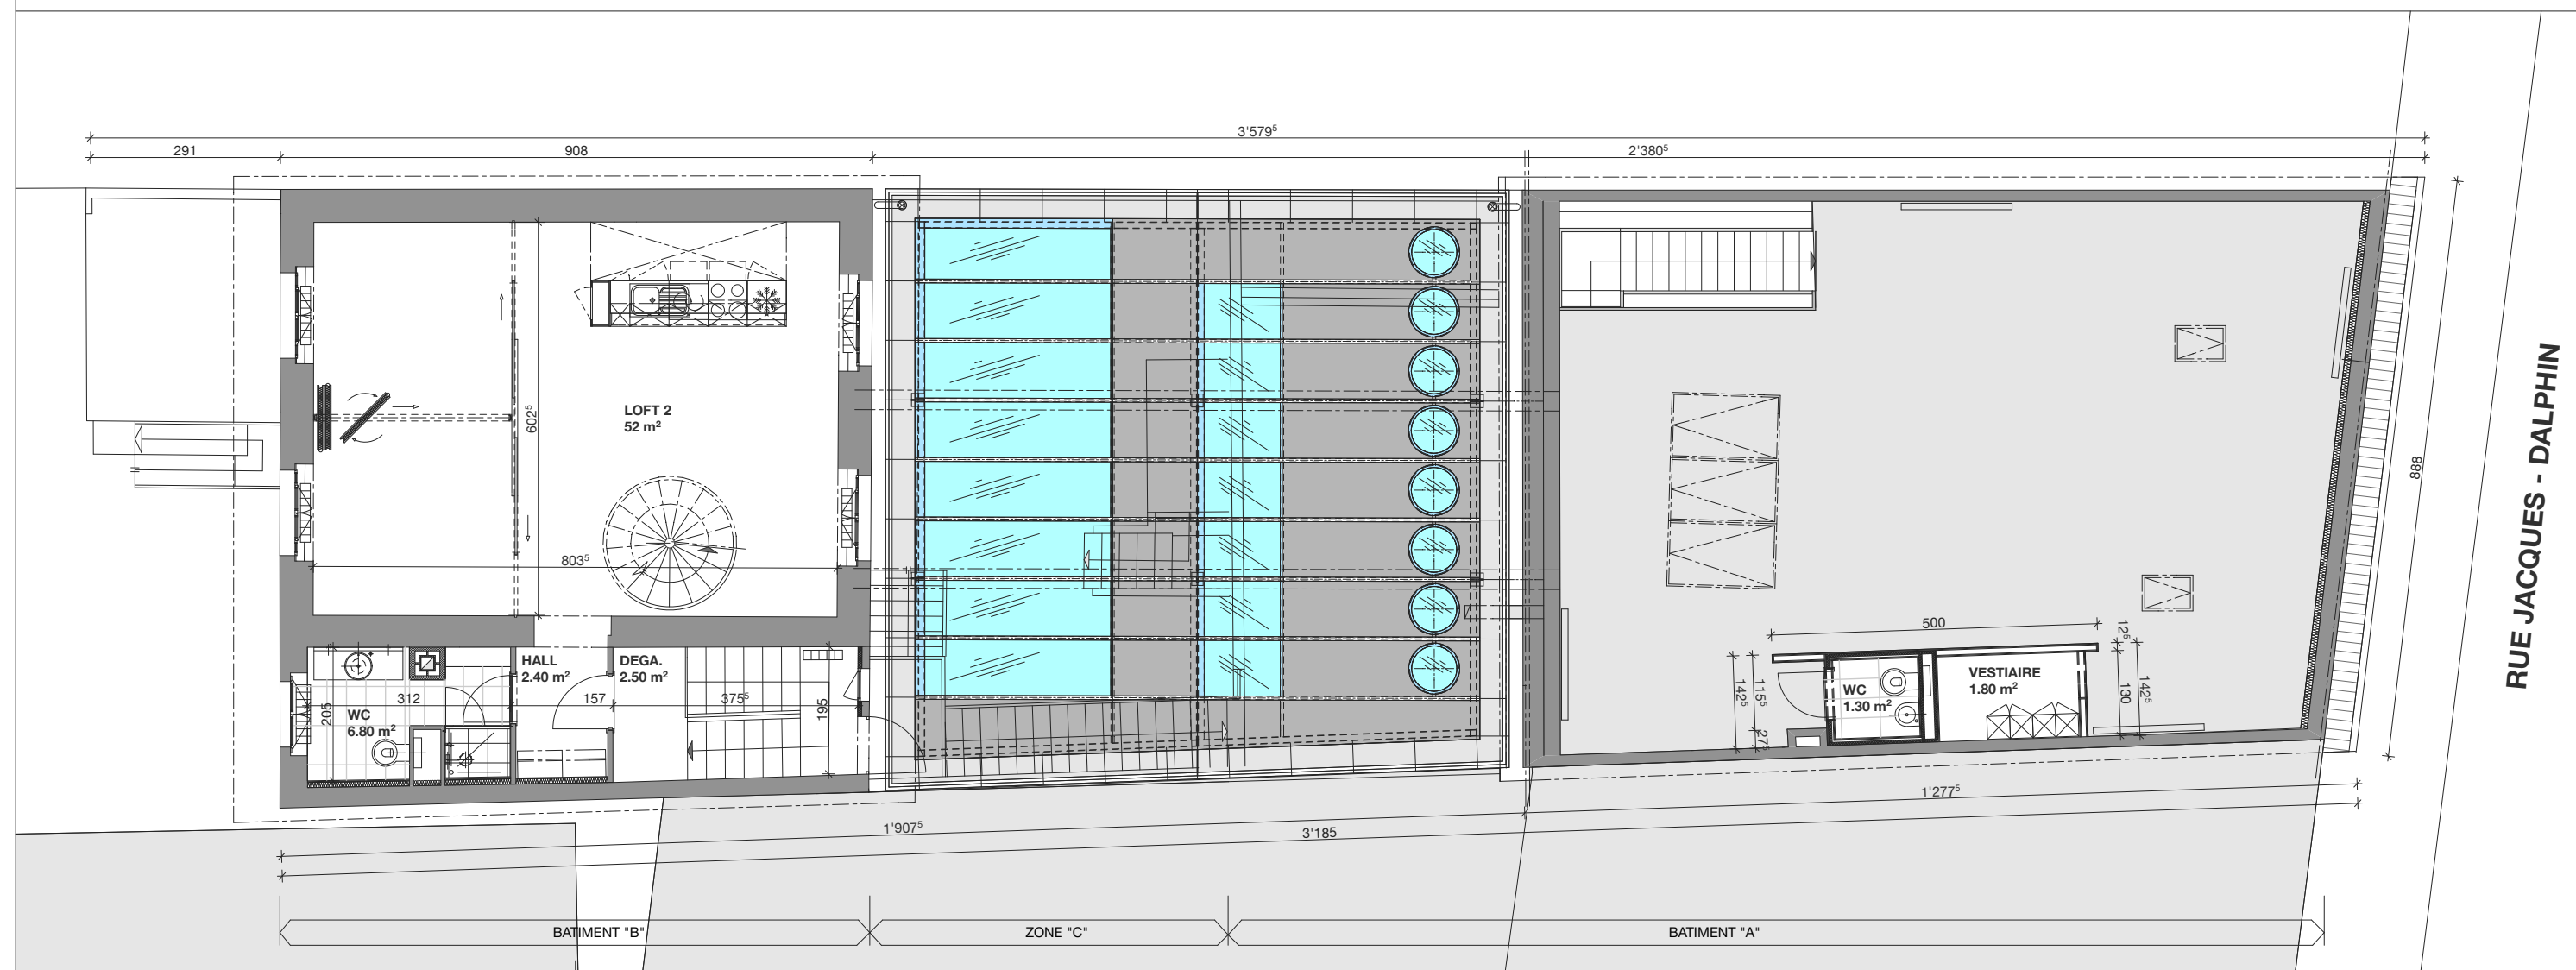 3'579⁵
291
908
2'380⁵
602⁵
LOFT 2
52 m²
803⁵
888
RUE JACQUES - DALPHIN
HALL
2.40 m²
DEGA.
2.50 m²
312
157
375⁵
205
195
WC
6.80 m²
500
12⁵
142⁵
115⁵
27⁵
WC
1.30 m²
VESTIAIRE
1.80 m²
130
142⁵
1'277⁵
1'907⁵
3'185
BATIMENT "B"
ZONE "C"
BATIMENT "A"